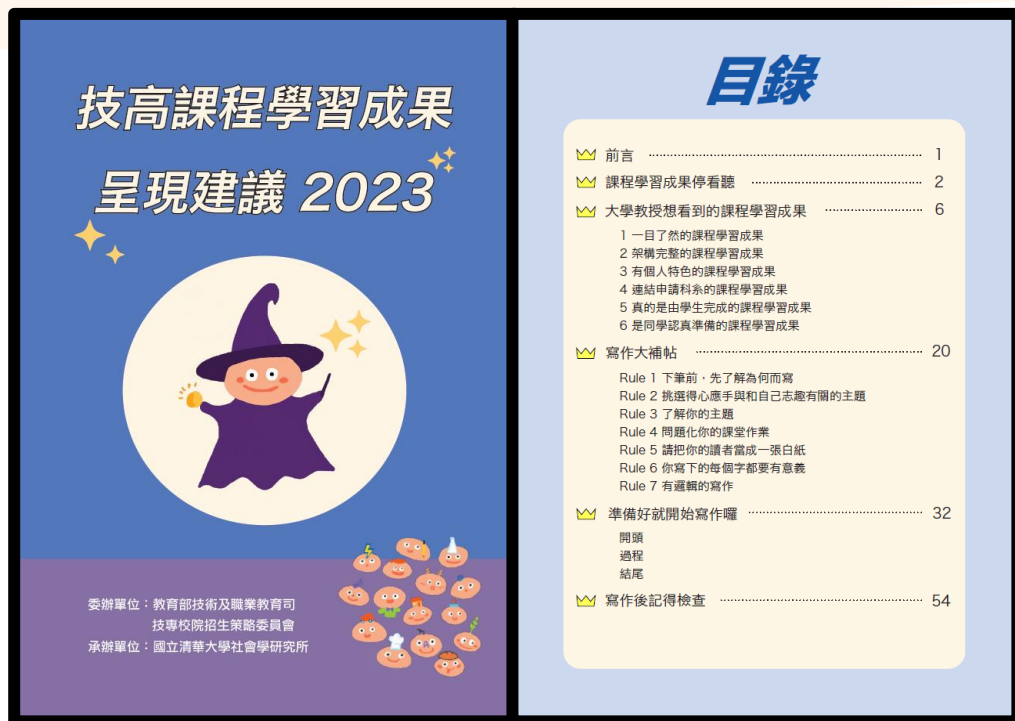 技高課程學習成果
呈現建議 2023
委辦單位：教育部技術及職業教育司
技專校院招生策略委員會
承辦單位：國立清華大學社會學研究所
目錄
前言 1
課程學習成果停看聽 2
大學教授想看到的課程學習成果 6
1 一目了然的課程學習成果
2 架構完整的課程學習成果
3 有個人特色的課程學習成果
4 連結申請科系的課程學習成果
5 真的是由學生完成的課程學習成果
6 是同學認真準備的課程學習成果
寫作大補帖 20
Rule 1 下筆前，先了解為何而寫
Rule 2 挑選得心應手與和自己志趣有關的主題
Rule 3 了解你的主題
Rule 4 問題化你的課堂作業
Rule 5 請把你的讀者當成一張白紙
Rule 6 你寫下的每個字都要有意義
Rule 7 有邏輯的寫作
準備好就開始寫作囉 32
開頭
過程
結尾
寫作後記得檢查 54